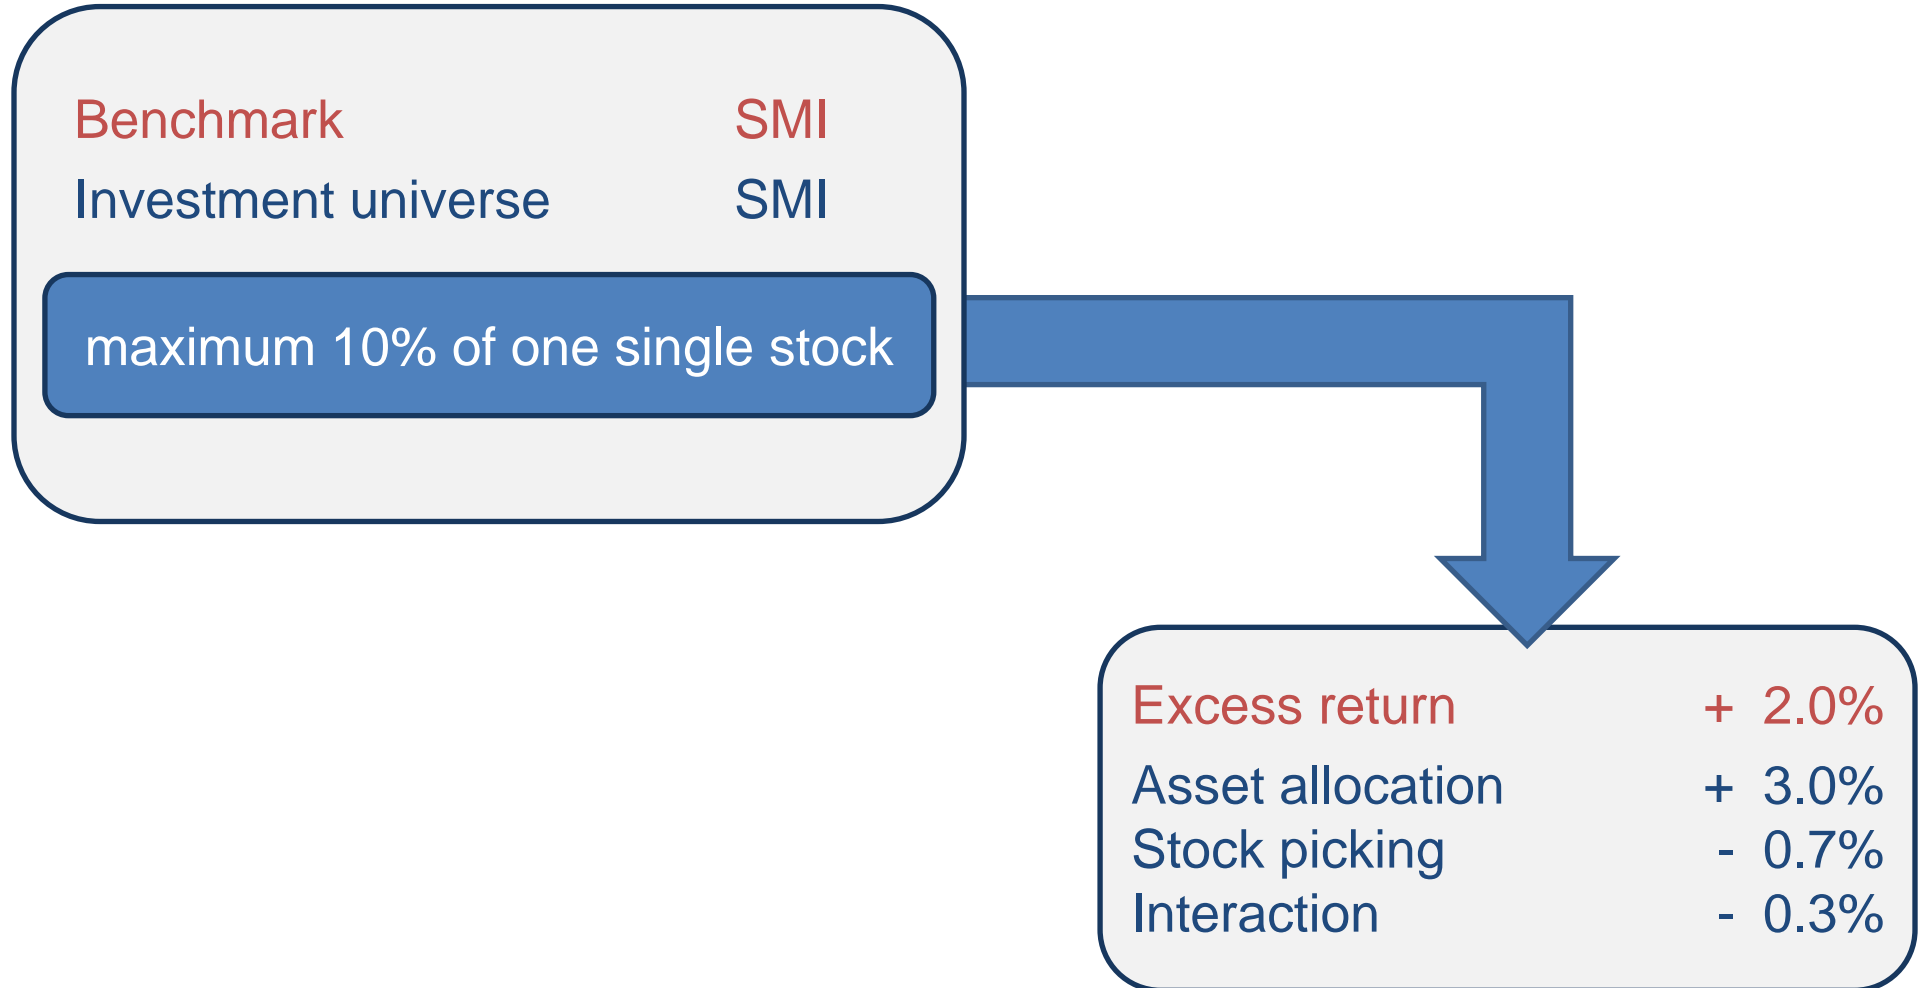 Benchmark SMI
Investment universe SMI
maximum 10% of one single stock
Excess return + 2.0%
Asset allocation + 3.0%
Stock picking - 0.7%
Interaction - 0.3%